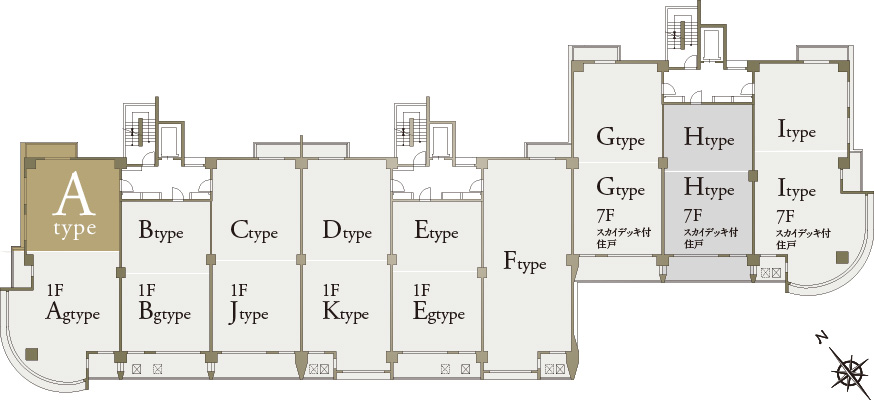 A
type
1F
Agtype
Btype
1F
Bgtype
Ctype
1F
Jtype
Dtype
1F
Ktype
Etype
1F
Egtype
Ftype
Gtype
Gtype
7F
スカイデッキ付
住戸
Htype
Htype
7F
スカイデッキ付
住戸
Itype
Itype
7F
スカイデッキ付
住戸
N